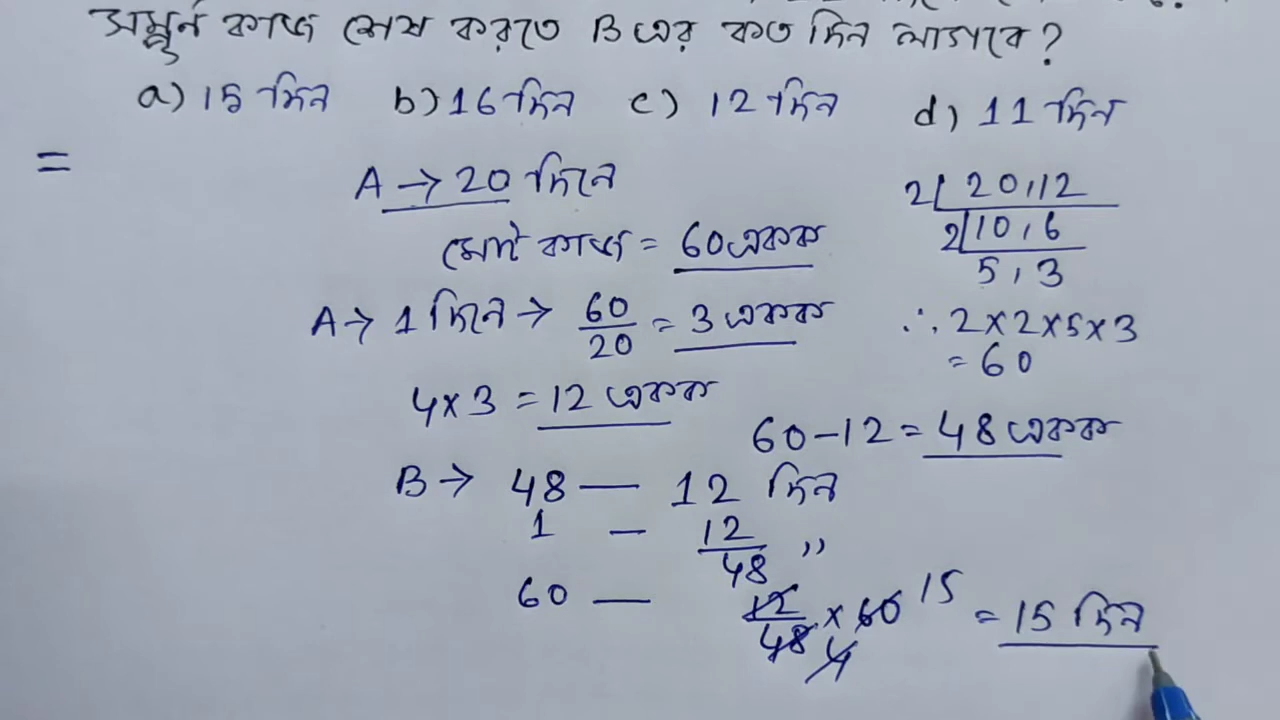 সম্পূর্ন কাজ শেষ করতে B এর কত দিন লাগবে?
a) 15 দিন b) 16 দিন c) 12 দিন d) 11 দিন
=
A → 20 দিনে
মোট কাজ = 60 একক
A → 1 দিনে → 60/20 = 3 একক
4 x 3 = 12 একক
2 | 20, 12
2 | 10, 6
5, 3
∴ 2 x 2 x 5 x 3
= 60
60 - 12 = 48 একক
B → 48 — 12 দিন
1 — 12/48 ,,
60 — 12/48 4 x 60 15 = 15 দিন